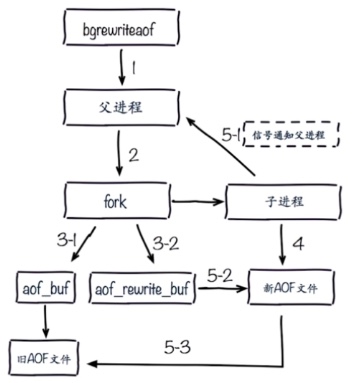 bgrewriteaof
1
父进程
5-1
信号通知父进程
2
fork
子进程
3-1
3-2
4
aof_buf
aof_rewrite_buf
5-2
新AOF文件
5-3
旧AOF文件